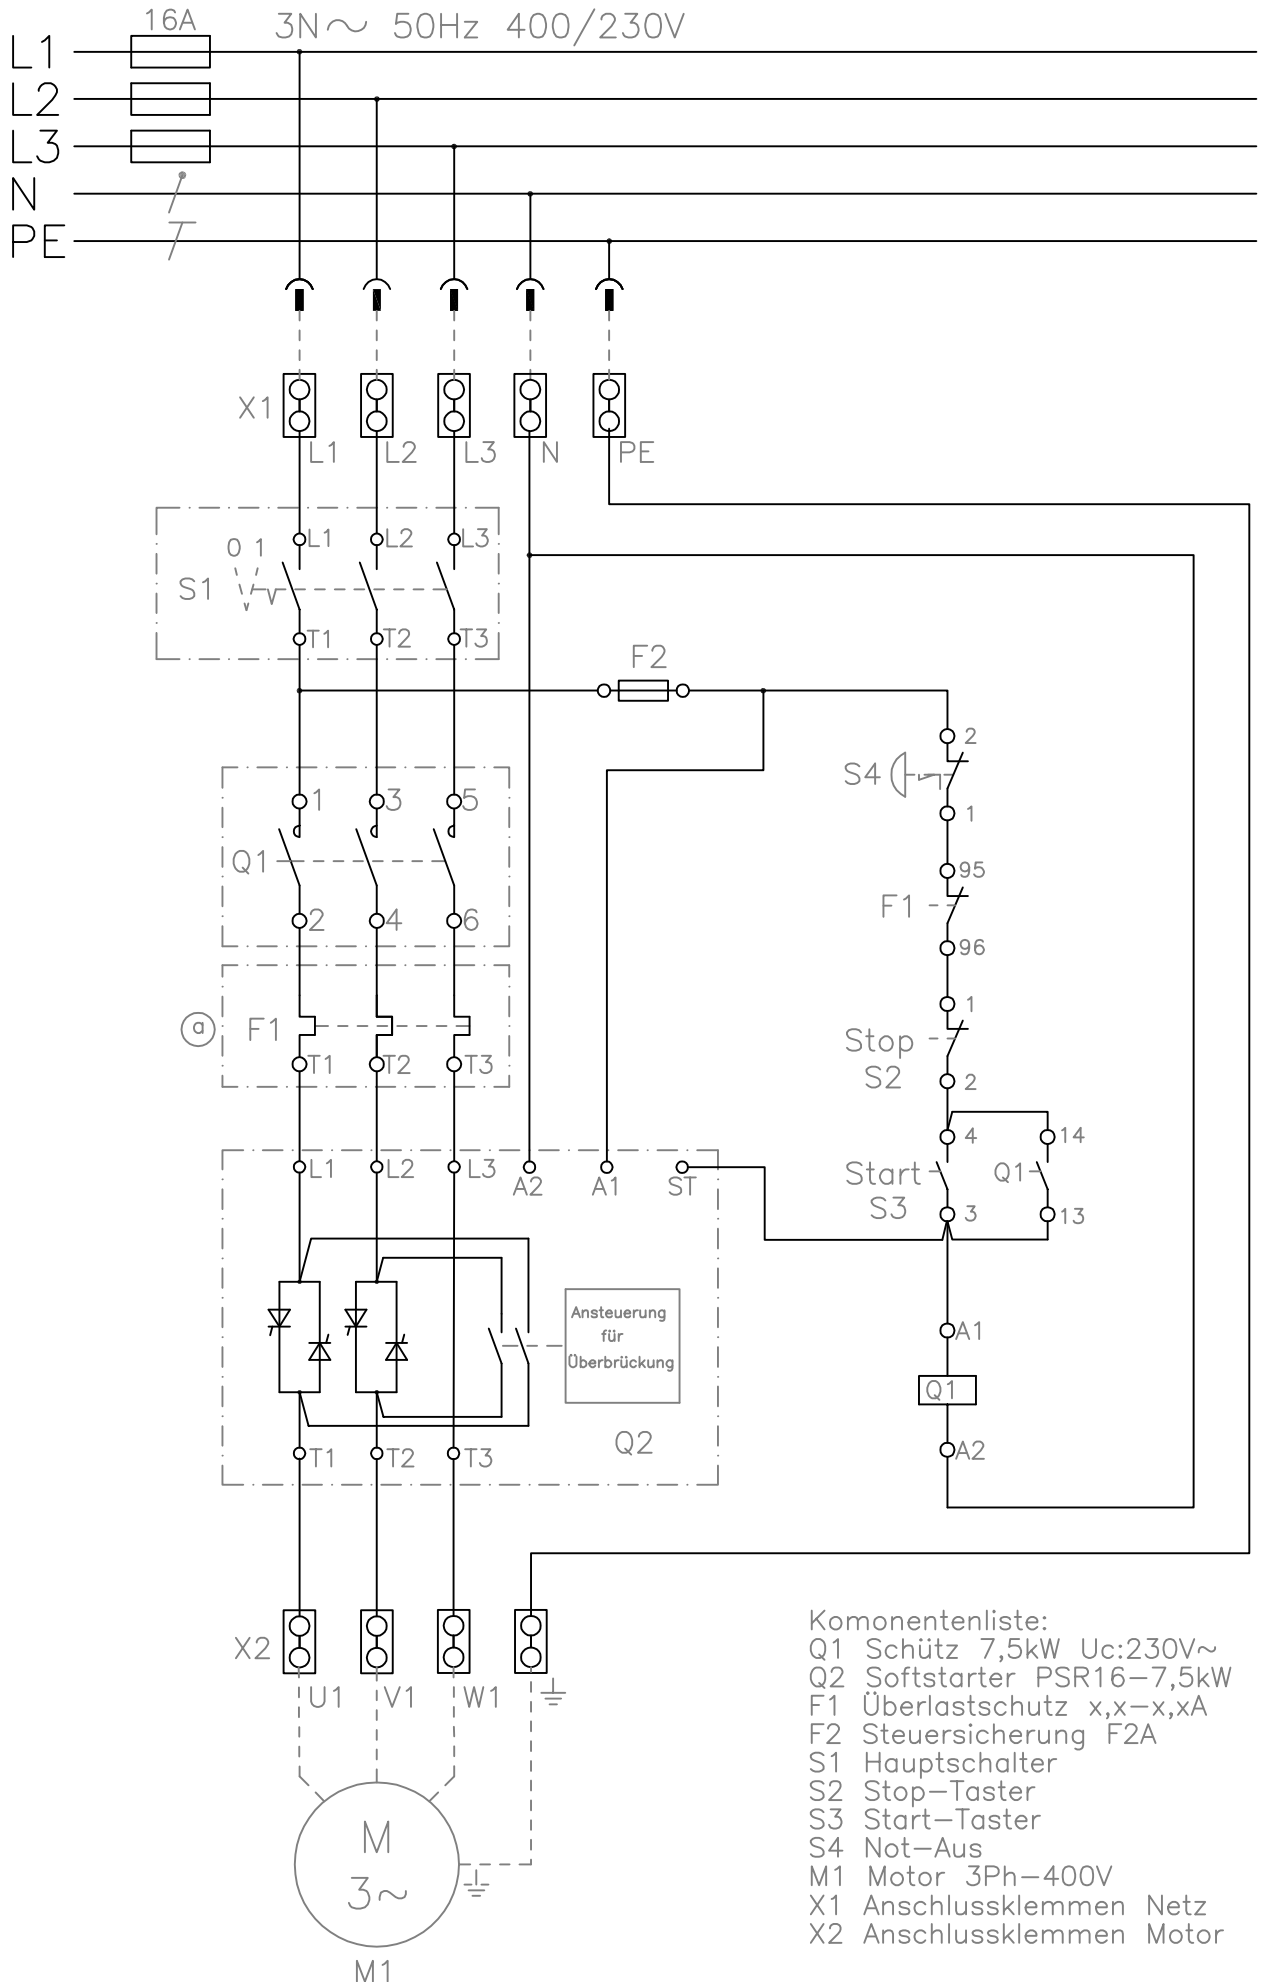 16A 3N~ 50Hz 400/230V
L1
L2
L3
N
PE
X1
L1 L2 L3 N PE
0 1 L1 L2 L3
S1
T1 T2 T3
F2
2
S4
1
1 3 5
Q1
2 4 6
95
F1
96
a F1
T1 T2 T3
1
Stop
S2
2
4 14
L1 L2 L3 A2 A1 ST
Start Q1
S3
3 13
Ansteuerung
für
Überbrückung
A1
Q1
A2
Q2
T1 T2 T3
X2
U1 V1 W1
M
3~
M1
Komonentenliste:
Q1 Schütz 7,5kW Uc:230V~
Q2 Softstarter PSR16-7,5kW
F1 Überlastschutz x,x-x,xA
F2 Steuersicherung F2A
S1 Hauptschalter
S2 Stop-Taster
S3 Start-Taster
S4 Not-Aus
M1 Motor 3Ph-400V
X1 Anschlussklemmen Netz
X2 Anschlussklemmen Motor